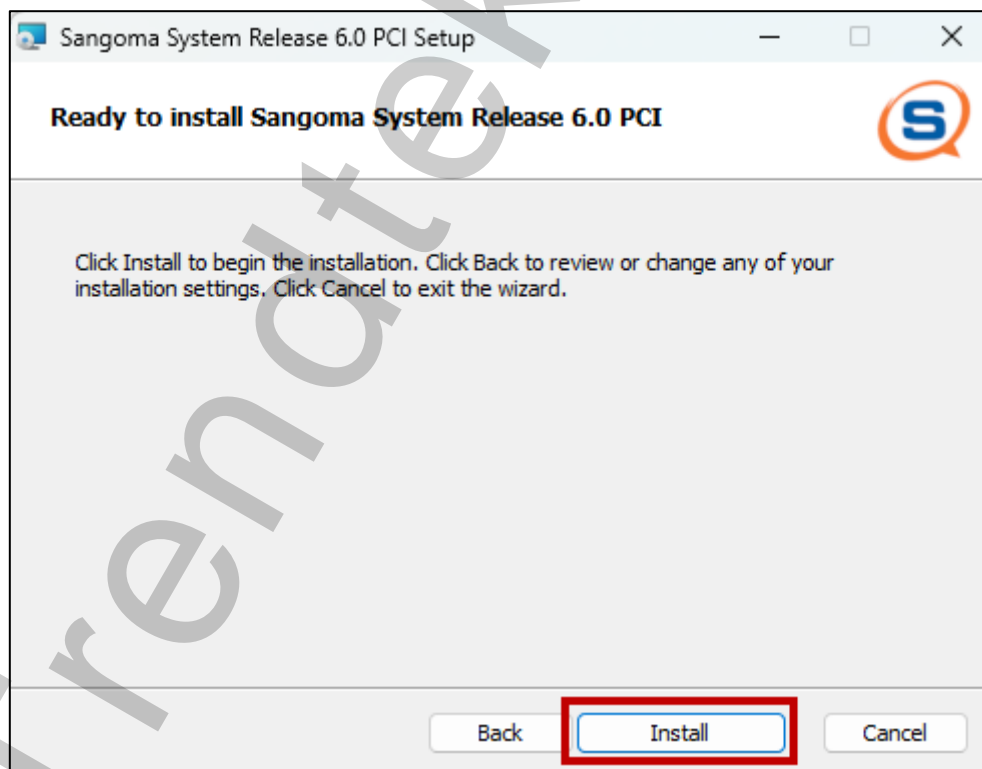 Sangoma System Release 6.0 PCI Setup
Ready to install Sangoma System Release 6.0 PCI
S
Click Install to begin the installation. Click Back to review or change any of your
installation settings. Click Cancel to exit the wizard.
Back Install Cancel
Trendtek